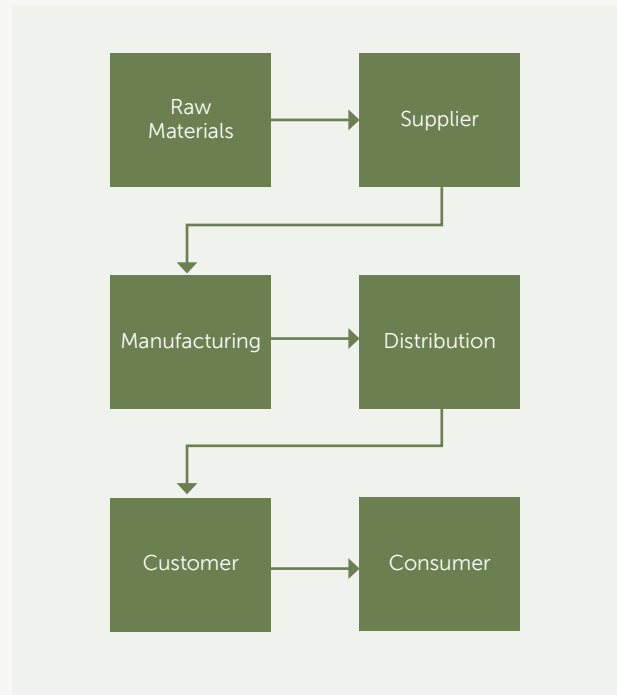 Raw
Materials
Supplier
Manufacturing
Distribution
Customer
Consumer